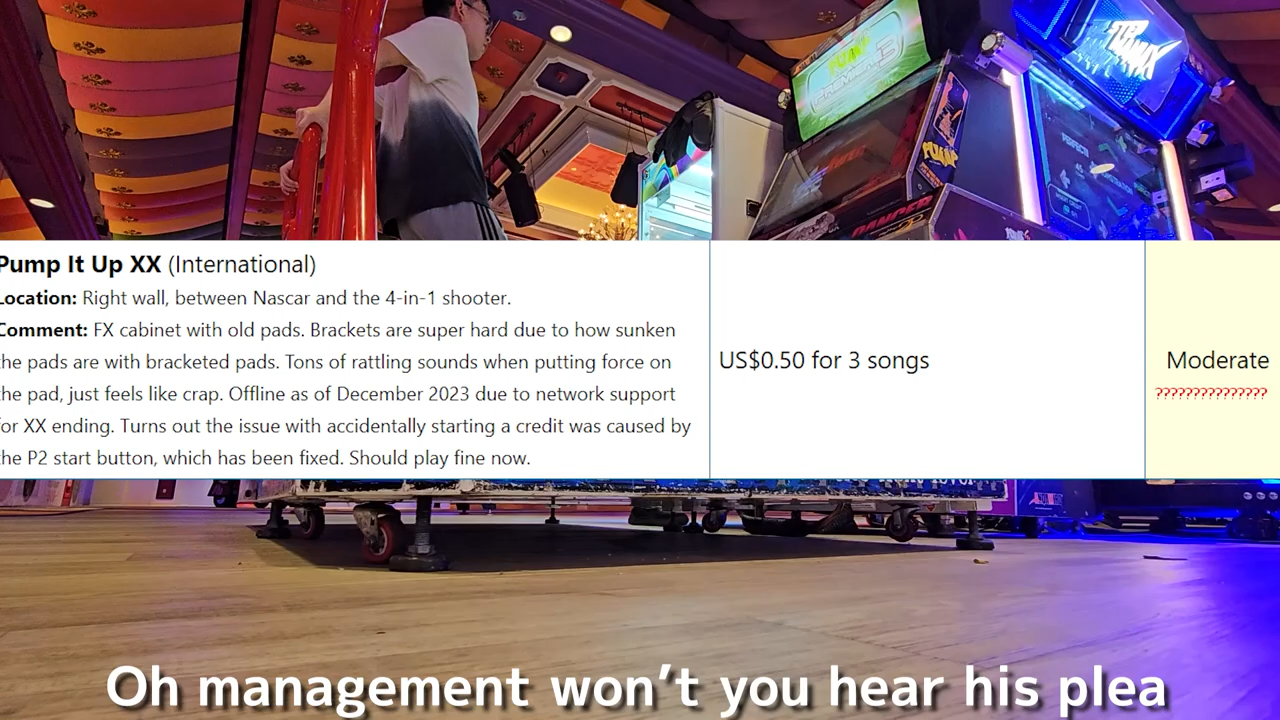 PUMP
PUMP
STEP
MANIAX
Pump It Up XX (International)
Location: Right wall, between Nascar and the 4-in-1 shooter.
Comment: FX cabinet with old pads. Brackets are super hard due to how sunken
the pads are with bracketed pads. Tons of rattling sounds when putting force on
the pad, just feels like crap. Offline as of December 2023 due to network support
for XX ending. Turns out the issue with accidentally starting a credit was caused by
the P2 start button, which has been fixed. Should play fine now.
US$0.50 for 3 songs
Moderate
???????????????
Oh management won't you hear his plea